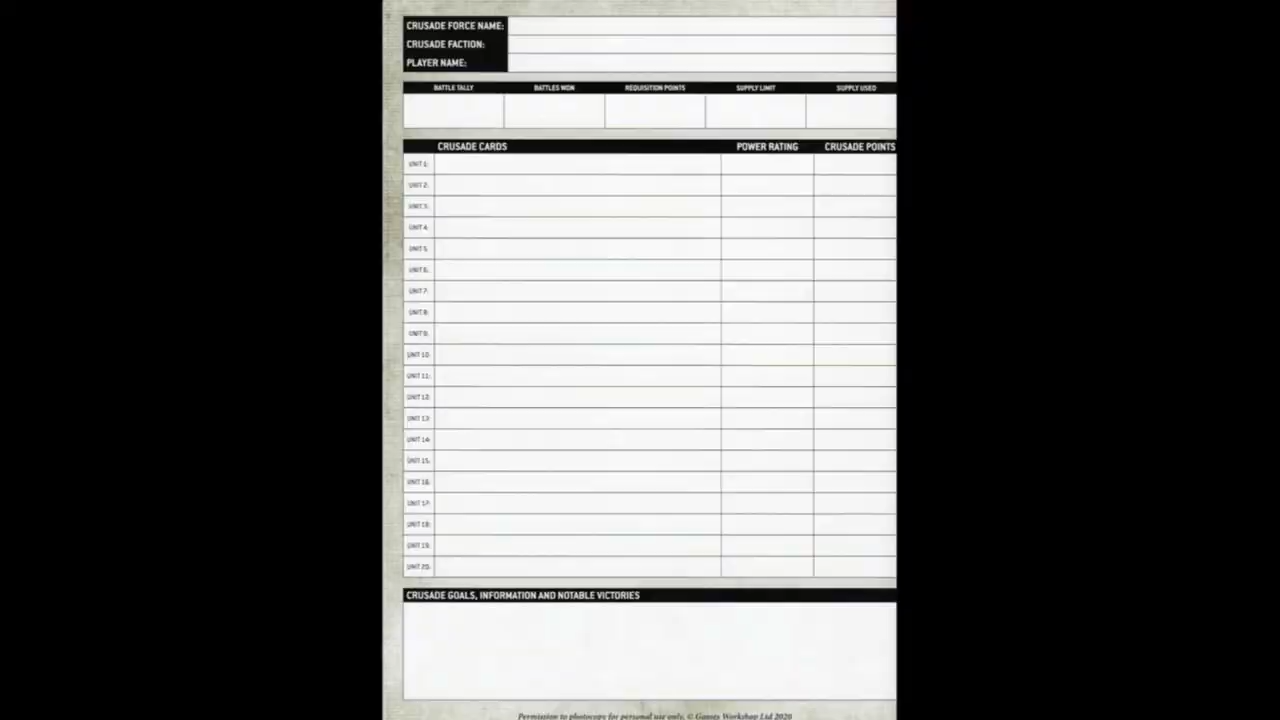 CRUSADE FORCE NAME:
CRUSADE FACTION:
PLAYER NAME:
BATTLE TALLY BATTLES WON REQUISITION POINTS SUPPLY LIMIT SUPPLY USED
CRUSADE CARDS POWER RATING CRUSADE POINTS
UNIT 1:
UNIT 2:
UNIT 3:
UNIT 4:
UNIT 5:
UNIT 6:
UNIT 7:
UNIT 8:
UNIT 9:
UNIT 10:
UNIT 11:
UNIT 12:
UNIT 13:
UNIT 14:
UNIT 15:
UNIT 16:
UNIT 17:
UNIT 18:
UNIT 19:
UNIT 20:
CRUSADE GOALS, INFORMATION AND NOTABLE VICTORIES
Permission to photocopy for personal use only, © Games Workshop Ltd 2020